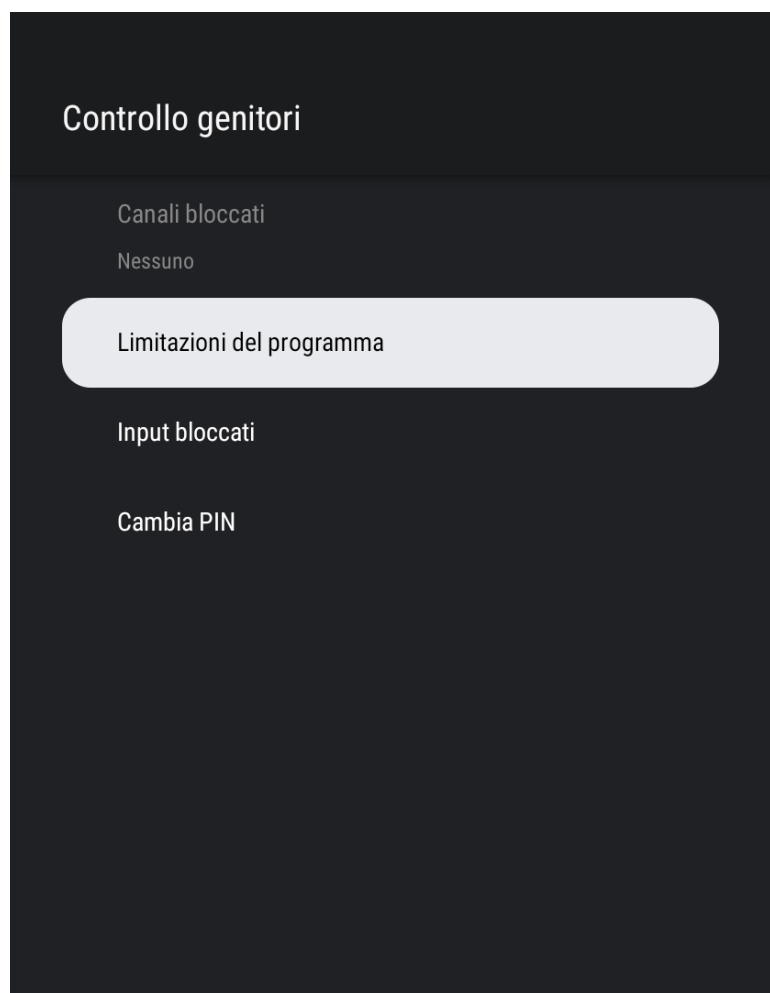 Controllo genitori
Canali bloccati
Nessuno
Limitazioni del programma
Input bloccati
Cambia PIN